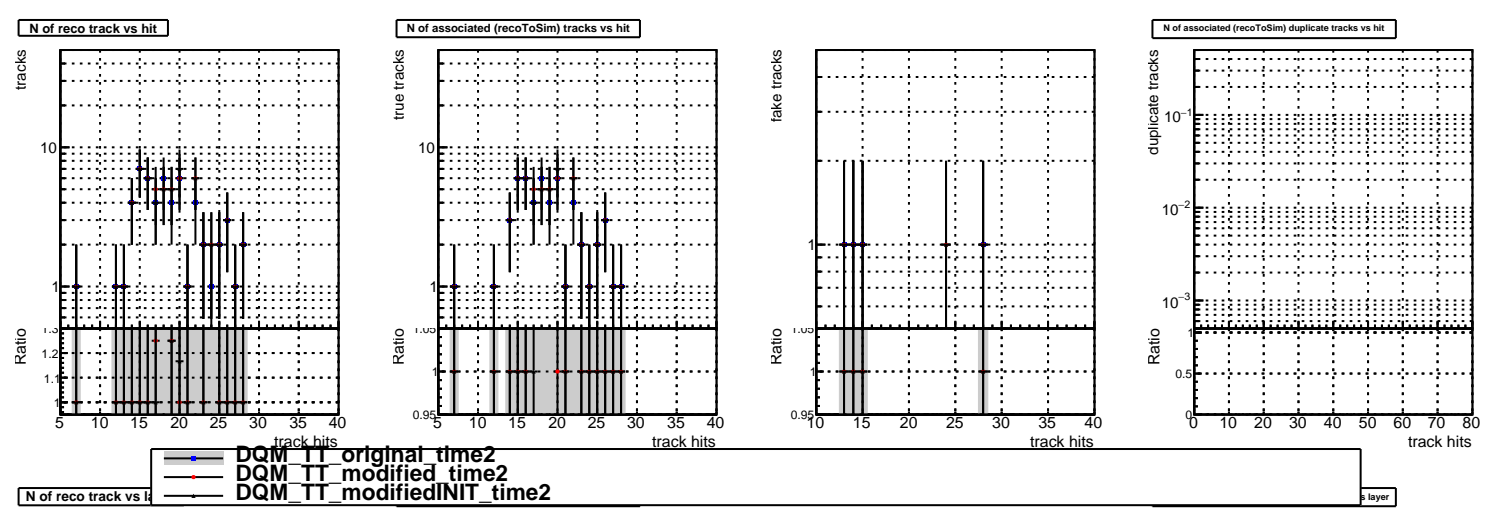 N of reco track vs hit
N of associated (recoToSim) tracks vs hit
N of associated (recoToSim) duplicate tracks vs hit
tracks
10
1
Ratio
1.3
1.2
1.1
1
5 10 15 20 25 30 35 40
track hits
true tracks
10
1
Ratio
1.05
1
0.95
5 10 15 20 25 30 35 40
track hits
fake tracks
1
Ratio
1.05
1
0.95
10 15 20 25 30 35 40
track hits
duplicate tracks
10⁻¹
10⁻²
10⁻³
Ratio
1
0.5
0
0 10 20 30 40 50 60 70 80
track hits
DQM_TT_original_time2
DQM_TT_modified_time2
DQM_TT_modifiedINIT_time2
N of reco track vs la
s layer